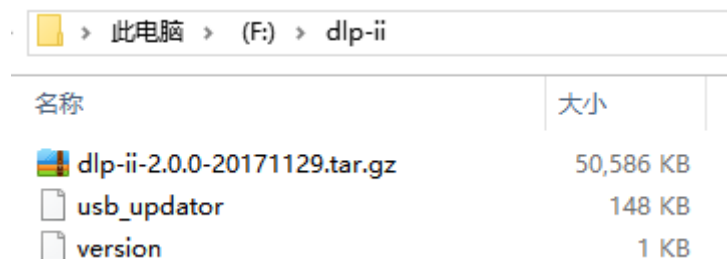 › 此电脑 › (F:) › dlp-ii
名称 大小
dlp-ii-2.0.0-20171129.tar.gz 50,586 KB
usb_updator 148 KB
version 1 KB